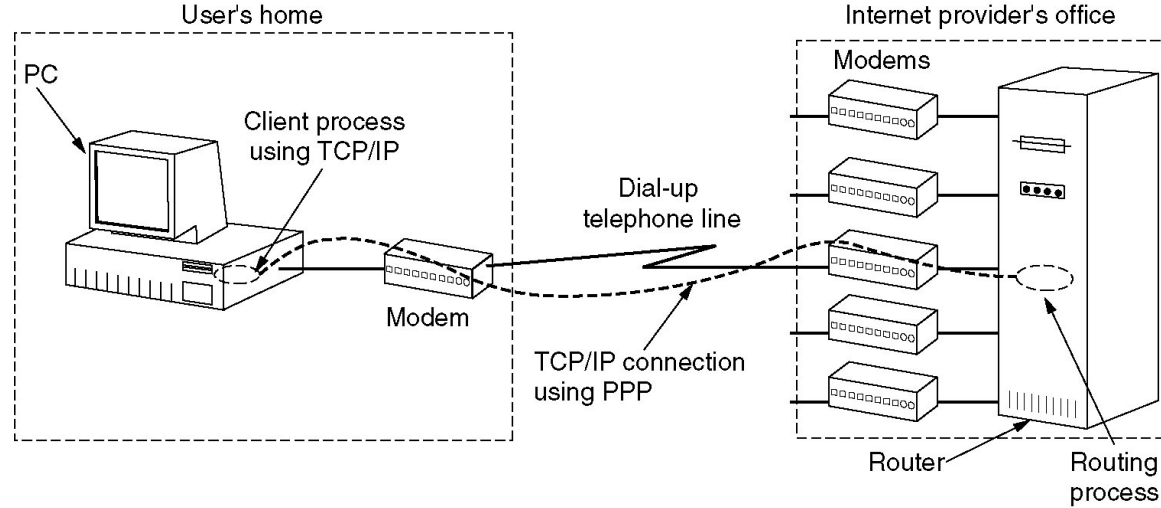 User's home
Internet provider's office
PC
Modems
Client process
using TCP/IP
Dial-up
telephone line
Modem
TCP/IP connection
using PPP
Router
Routing
process